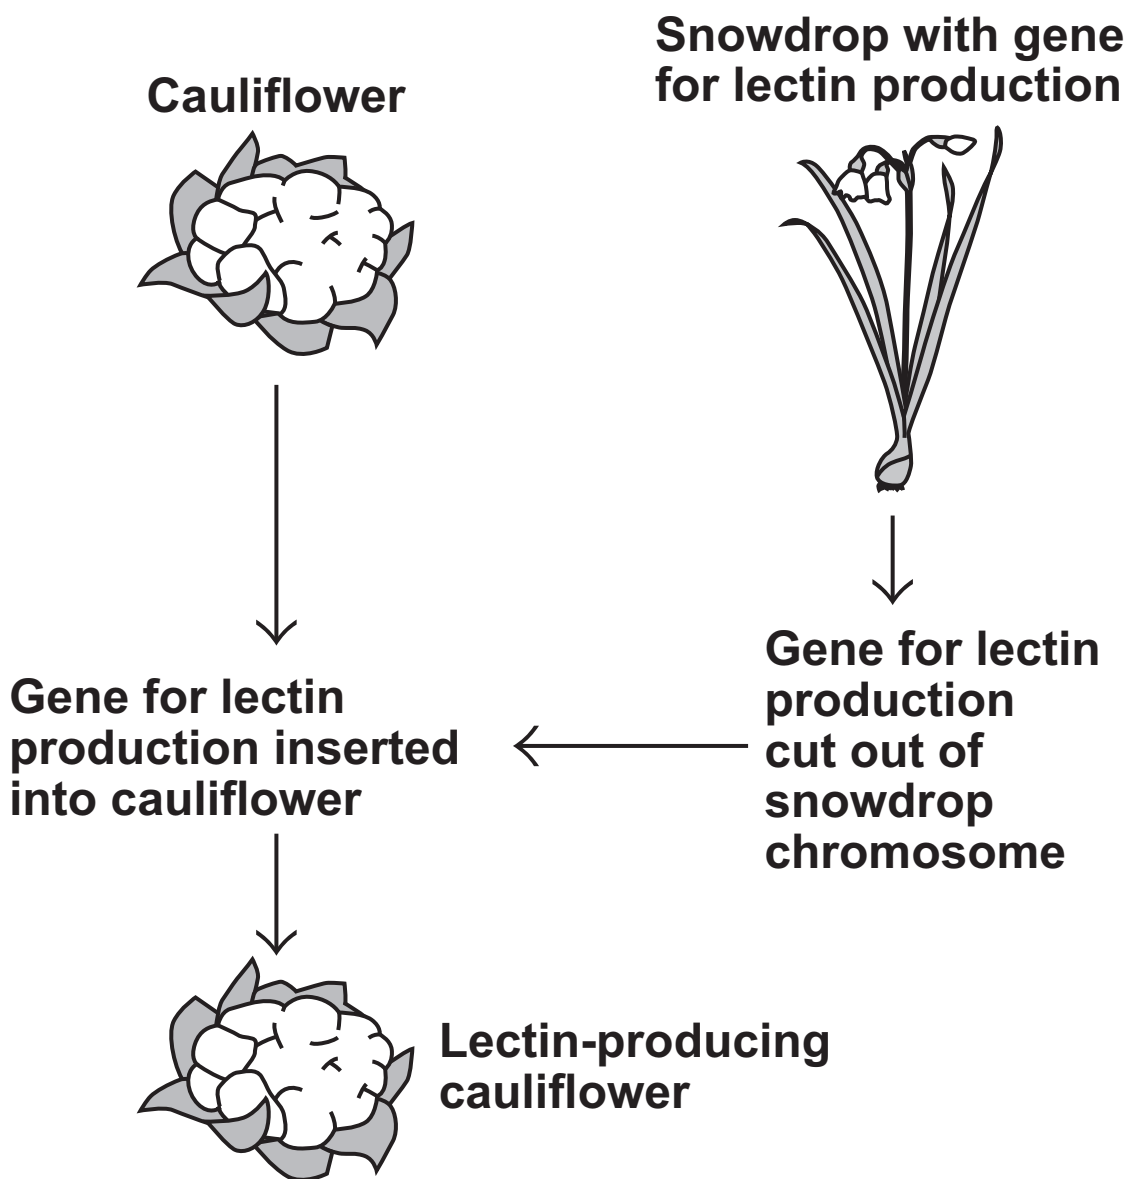 Snowdrop with gene
for lectin production
Cauliflower
Gene for lectin
production
cut out of
snowdrop
chromosome
Gene for lectin
production inserted
into cauliflower
Lectin-producing
cauliflower